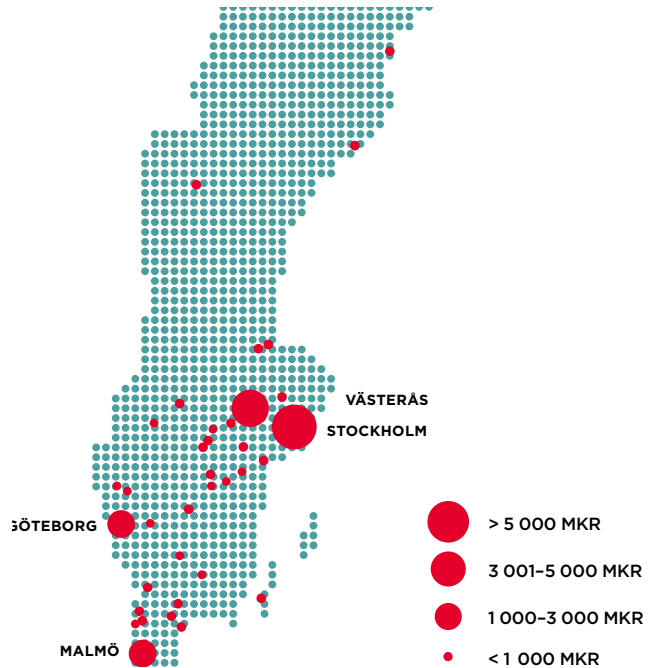 VÄSTERÅS
STOCKHOLM
GÖTEBORG
MALMÖ
> 5 000 MKR
3 001–5 000 MKR
1 000–3 000 MKR
< 1 000 MKR